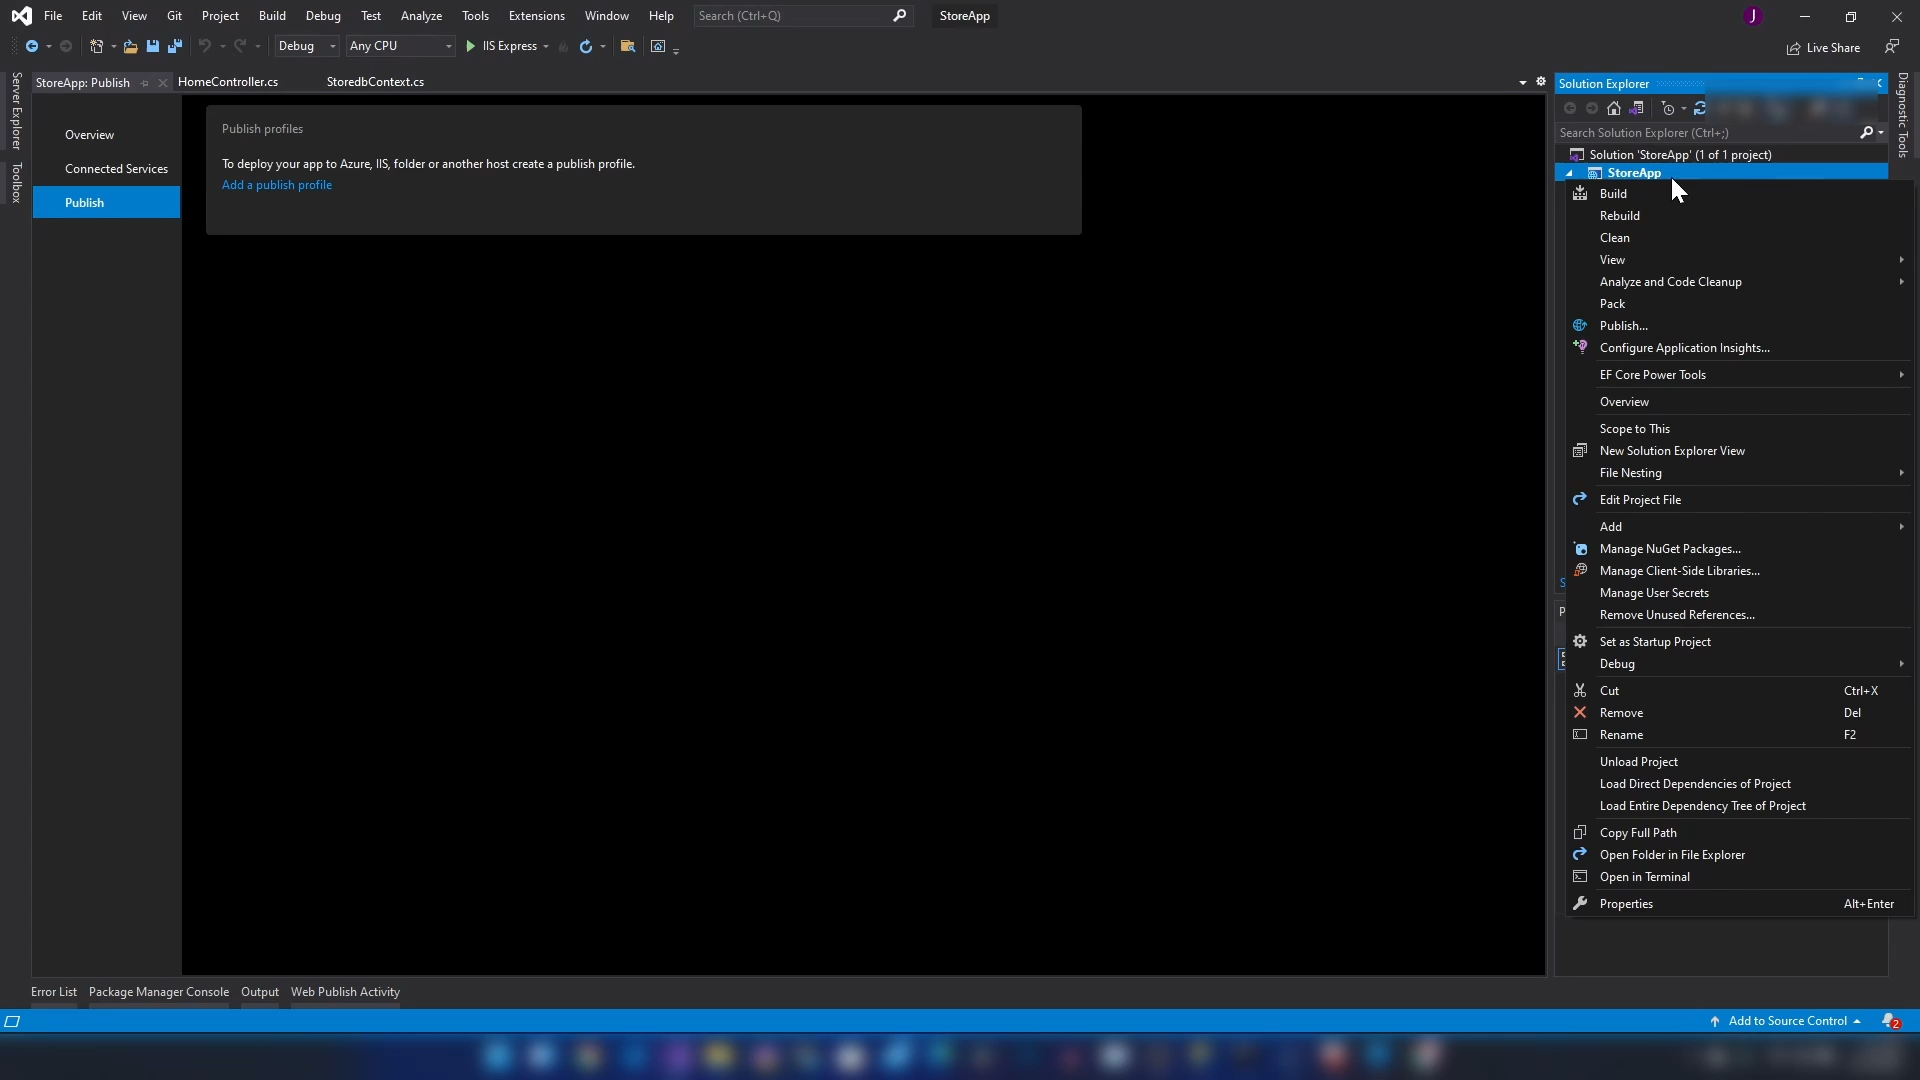 File Edit View Git Project Build Debug Test Analyze Tools Extensions Window Help Search (Ctrl+Q) StoreApp J
Debug Any CPU IIS Express Live Share
Server Explorer
Toolbox
StoreApp: Publish HomeController.cs StoredbContext.cs
Overview
Connected Services
Publish
Publish profiles
To deploy your app to Azure, IIS, folder or another host create a publish profile.
Add a publish profile
Solution Explorer
Search Solution Explorer (Ctrl+;)
Solution 'StoreApp' (1 of 1 project)
StoreApp
Build
Rebuild
Clean
View
Analyze and Code Cleanup
Pack
Publish...
Configure Application Insights...
EF Core Power Tools
Overview
Scope to This
New Solution Explorer View
File Nesting
Edit Project File
Add
Manage NuGet Packages...
Manage Client-Side Libraries...
Manage User Secrets
Remove Unused References...
Set as Startup Project
Debug
Cut Ctrl+X
Remove Del
Rename F2
Unload Project
Load Direct Dependencies of Project
Load Entire Dependency Tree of Project
Copy Full Path
Open Folder in File Explorer
Open in Terminal
Properties Alt+Enter
Diagnostic Tools
Error List Package Manager Console Output Web Publish Activity
Add to Source Control 2